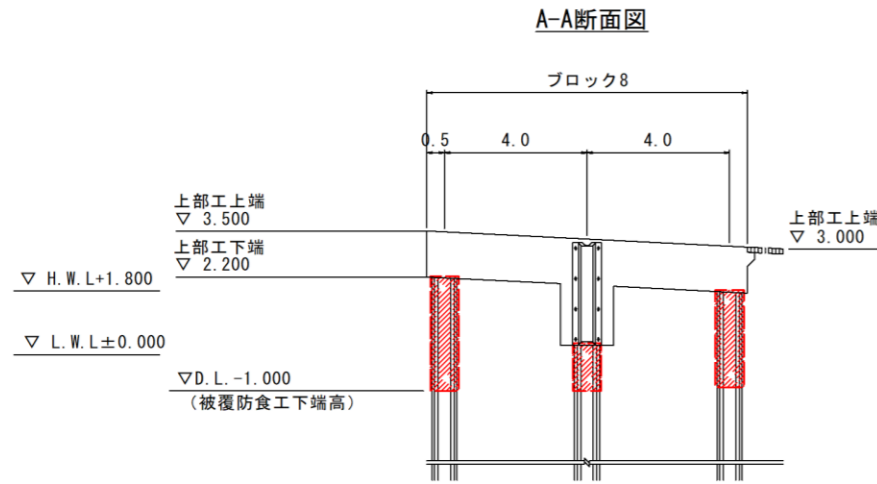 A-A断面図
ブロック8
0.5
4.0
4.0
上部工上端
▽ 3.500
上部工上端
▽ 3.000
上部工下端
▽ 2.200
▽ H.W.L+1.800
▽ L.W.L±0.000
▽D.L.-1.000
(被覆防食工下端高)